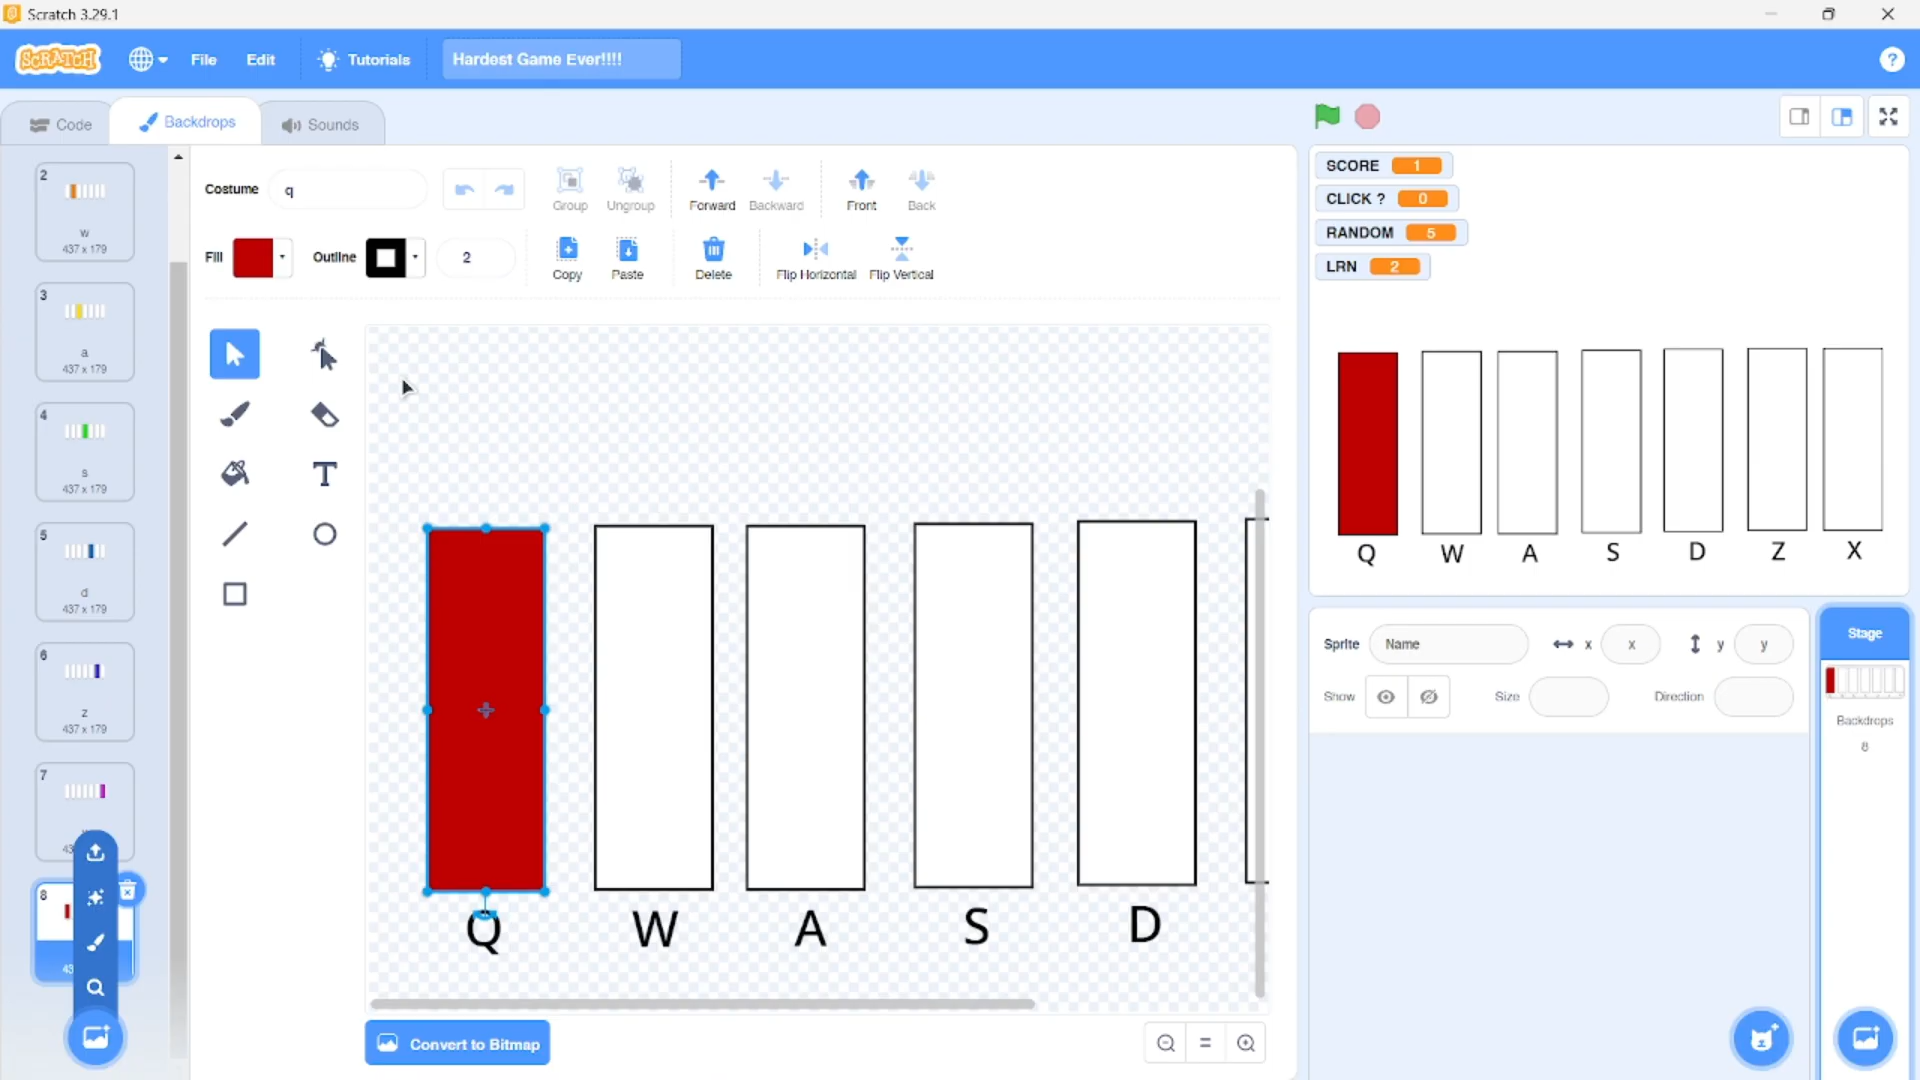 Scratch 3.29.1
SCRATCH
File
Edit
Tutorials
Hardest Game Ever!!!!
?
Code
Backdrops
Sounds
2
w
437 x 179
3
a
437 x 179
4
s
437 x 179
5
d
437 x 179
6
z
437 x 179
7
43
8
43
Costume
q
Group
Ungroup
Forward
Backward
Front
Back
Fill
Outline
2
Copy
Paste
Delete
Flip Horizontal
Flip Vertical
T
Q W A S D
Convert to Bitmap
SCORE 1
CLICK ? 0
RANDOM 5
LRN 2
Q W A S D Z X
Sprite
Name
x
x
y
y
Show
Size
Direction
Stage
Backdrops
8